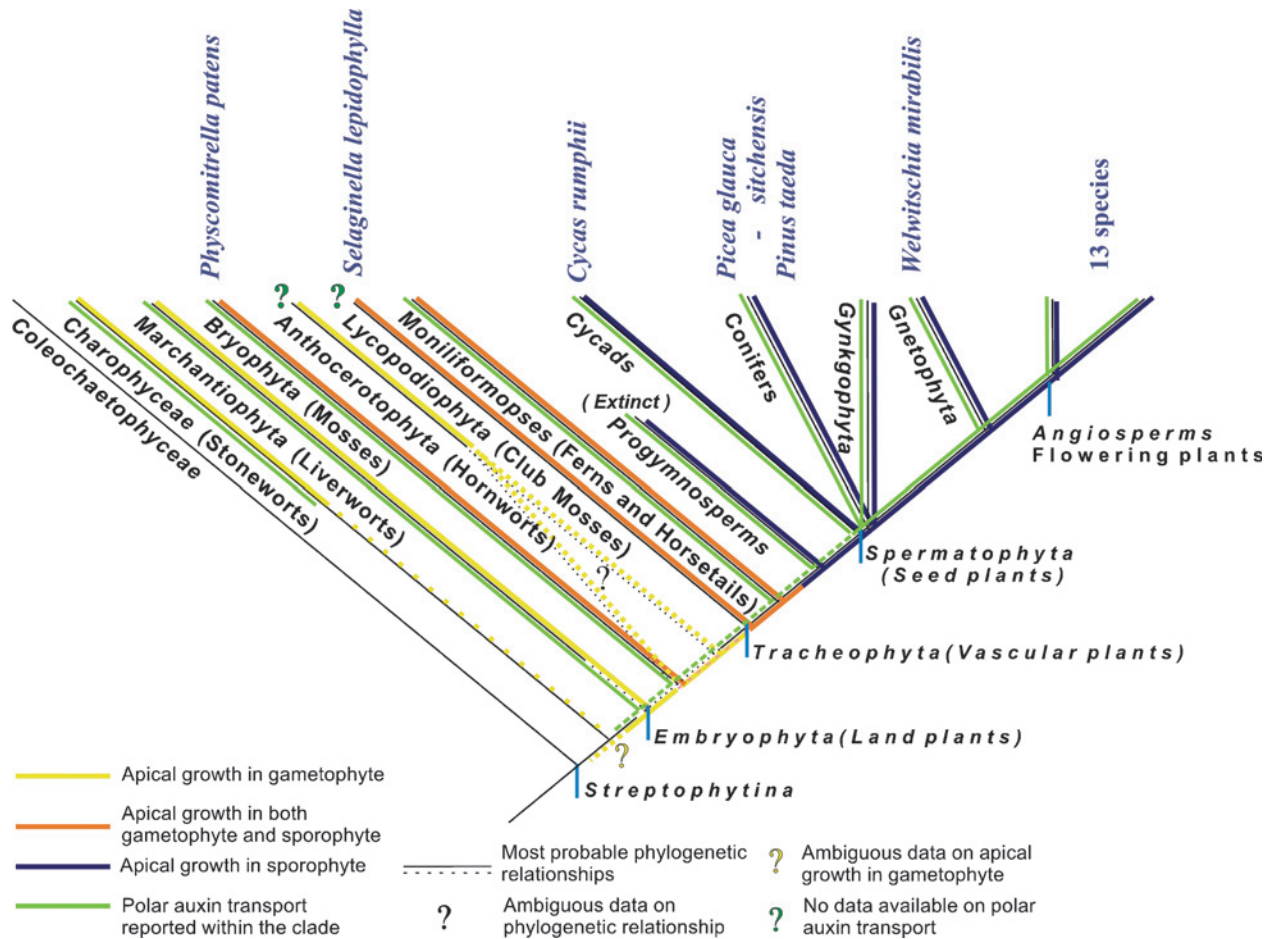 Physcomitrella patens
Selaginella lepidophylla
Cycas rumphii
Picea glauca
- sitchensis
Pinus taeda
Welwitschia mirabilis
13 species
?
?
Coleochaetophyceae
Charophyceae (Stoneworts)
Marchantiophyta (Liverworts)
Bryophyta (Mosses)
Anthocerotophyta (Hornworts)
Lycopodiophyta (Club Mosses)
Moniliformopses (Ferns and Horsetails)
(Extinct)
Progymnosperms
Cycads
Conifers
Gynkgophyta
Gnetophyta
Angiosperms
Flowering plants
Spermatophyta
(Seed plants)
?
Tracheophyta (Vascular plants)
Embryophyta (Land plants)
?
Streptophytina
Apical growth in gametophyte
Apical growth in both
gametophyte and sporophyte
Apical growth in sporophyte
Polar auxin transport
reported within the clade
Most probable phylogenetic
relationships
? Ambiguous data on
phylogenetic relationship
? Ambiguous data on apical
growth in gametophyte
? No data available on polar
auxin transport